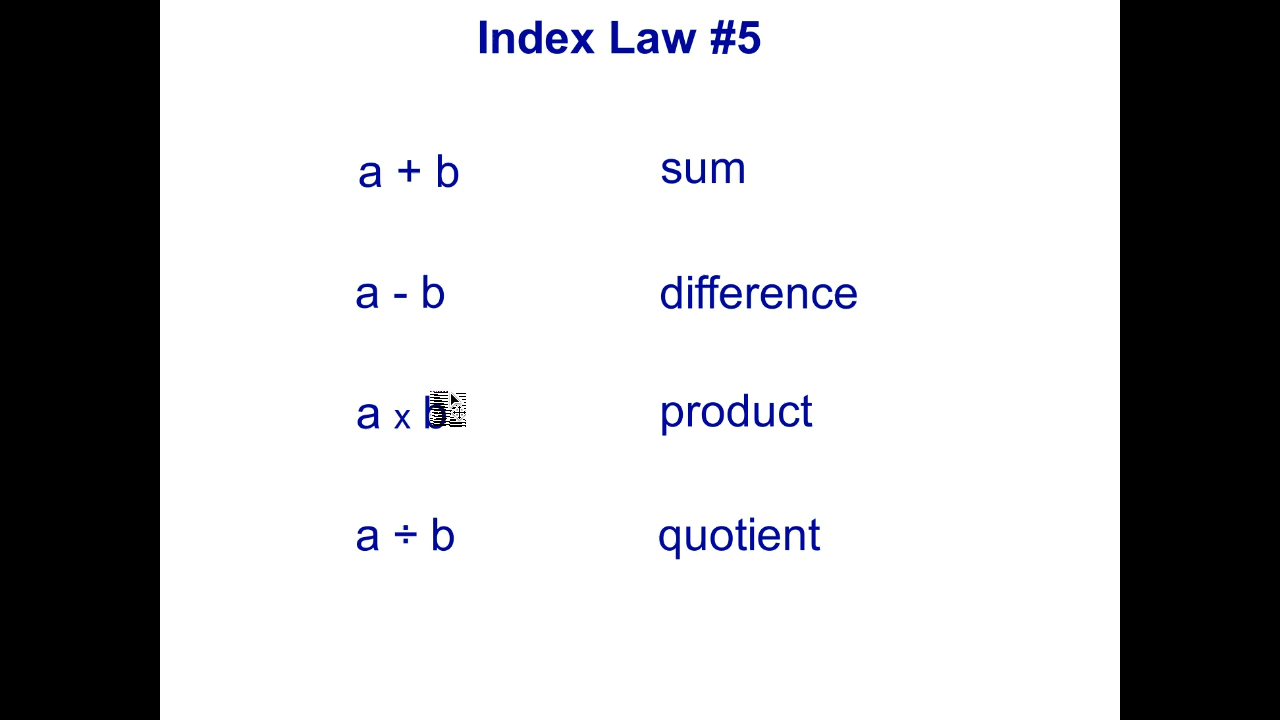 Index Law #5
a + b sum
a - b difference
a x b product
a ÷ b quotient